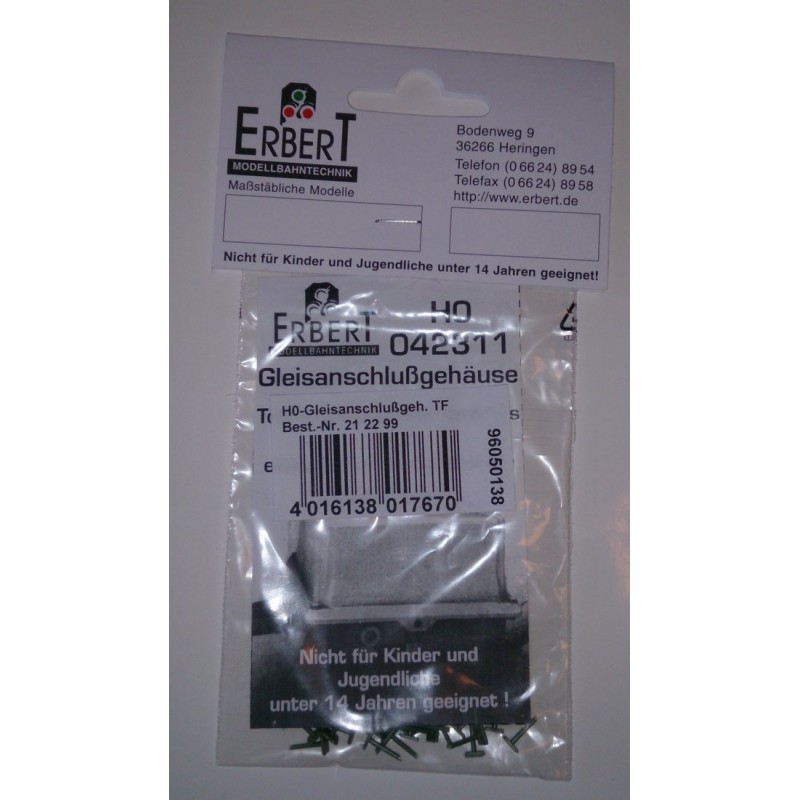 ERBERT
MODELLBAHNTECHNIK
Maßstäbliche Modelle
Bodenweg 9
36266 Heringen
Telefon (0 66 24) 89 54
Telefax (0 66 24) 89 58
http://www.erbert.de
Nicht für Kinder und Jugendliche unter 14 Jahren geeignet!
ERBERT
MODELLBAHNTECHNIK
H0
042311
Gleisanschlußgehäuse
H0-Gleisanschlußgeh. TF
Best.-Nr. 21 22 99
4 016138 017670
96050138
Nicht für Kinder und
Jugendliche
unter 14 Jahren geeignet !